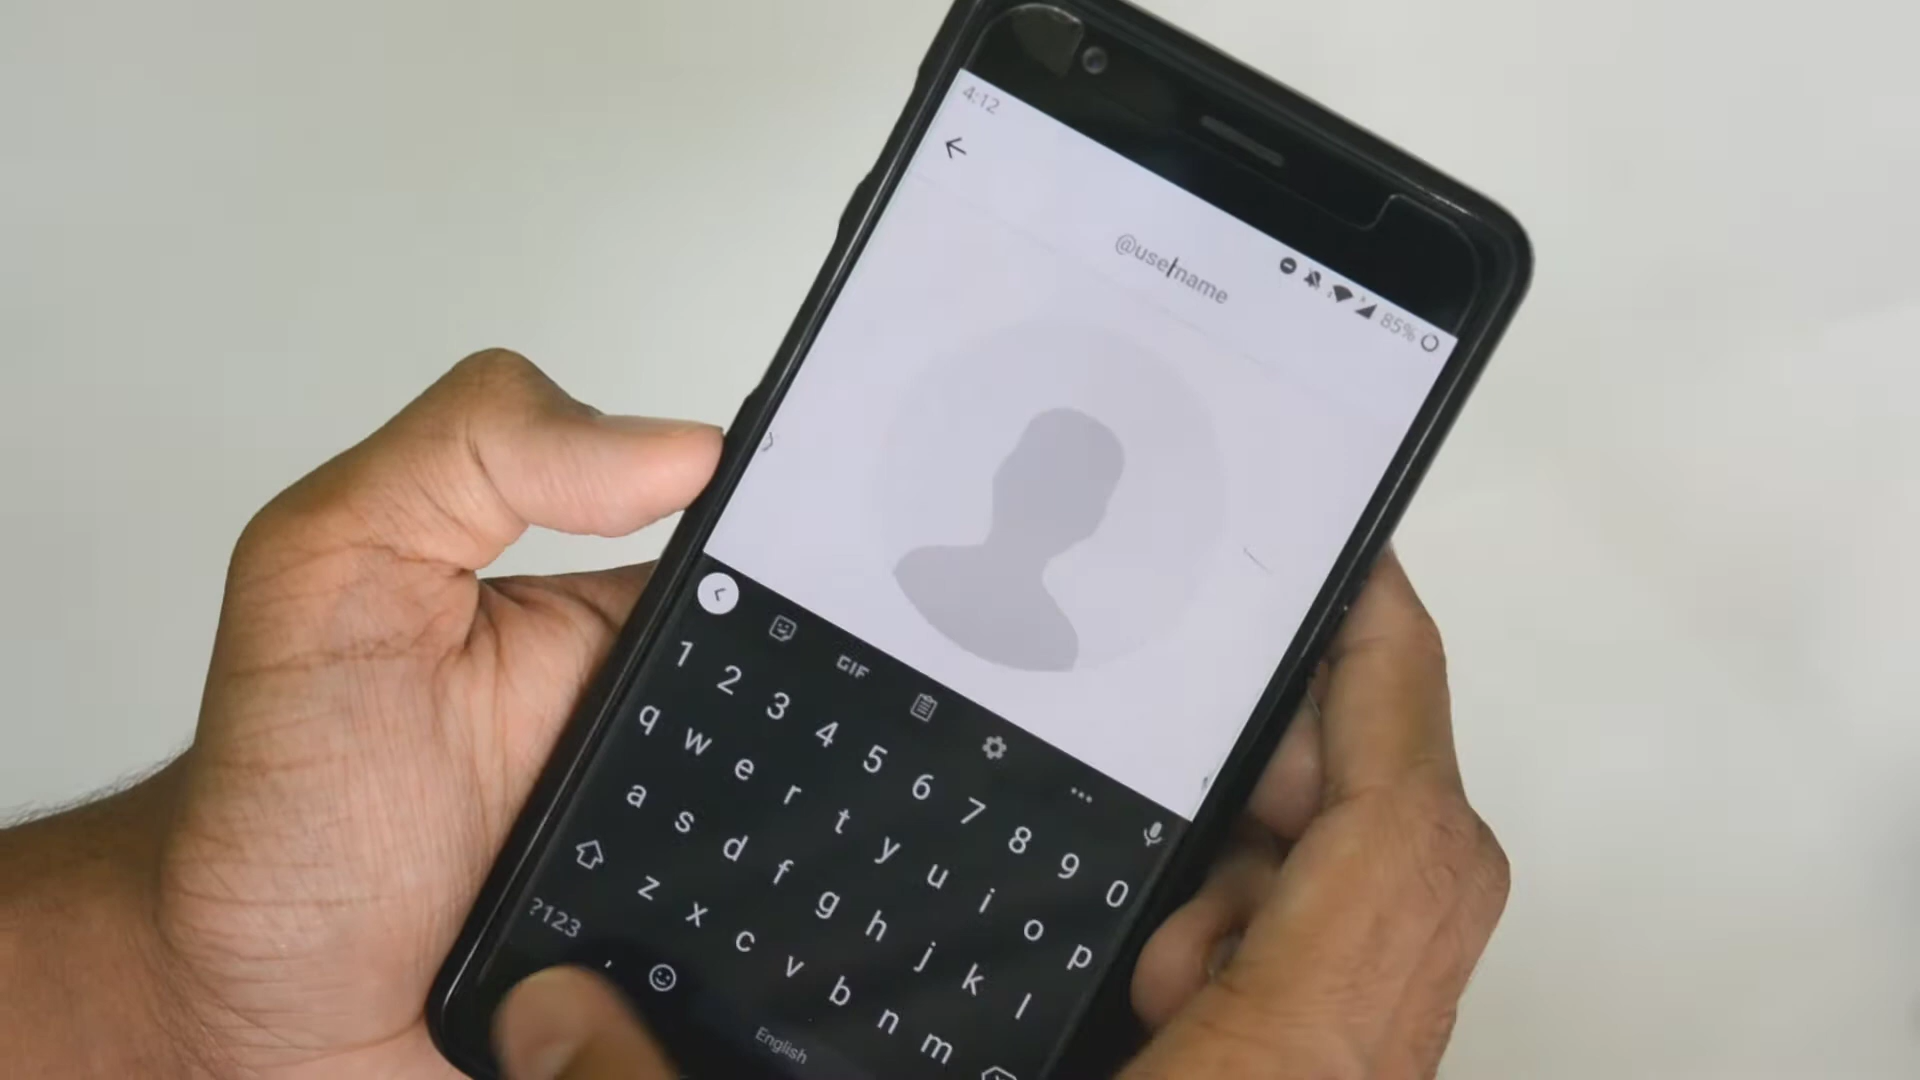 4:12
85%
@username
GIF
1 2 3 4 5 6 7 8 9 0
q w e r t y u i o p
a s d f g h j k l
z x c v b n m
?123 ,
English